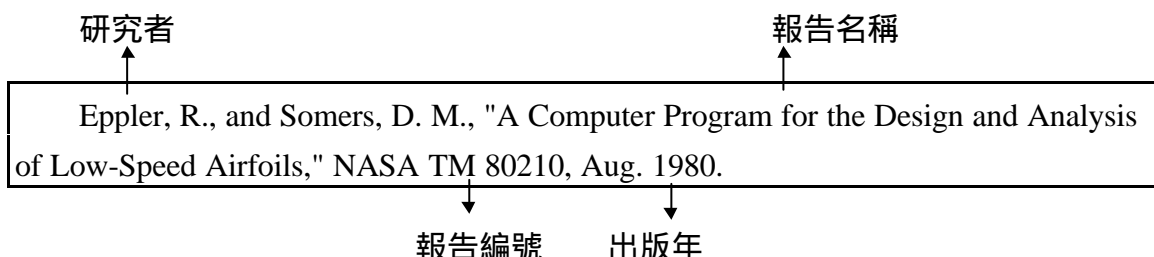 研究者 報告名稱
Eppler, R., and Somers, D. M., "A Computer Program for the Design and Analysis
of Low-Speed Airfoils," NASA TM 80210, Aug. 1980.
報告編號 出版年